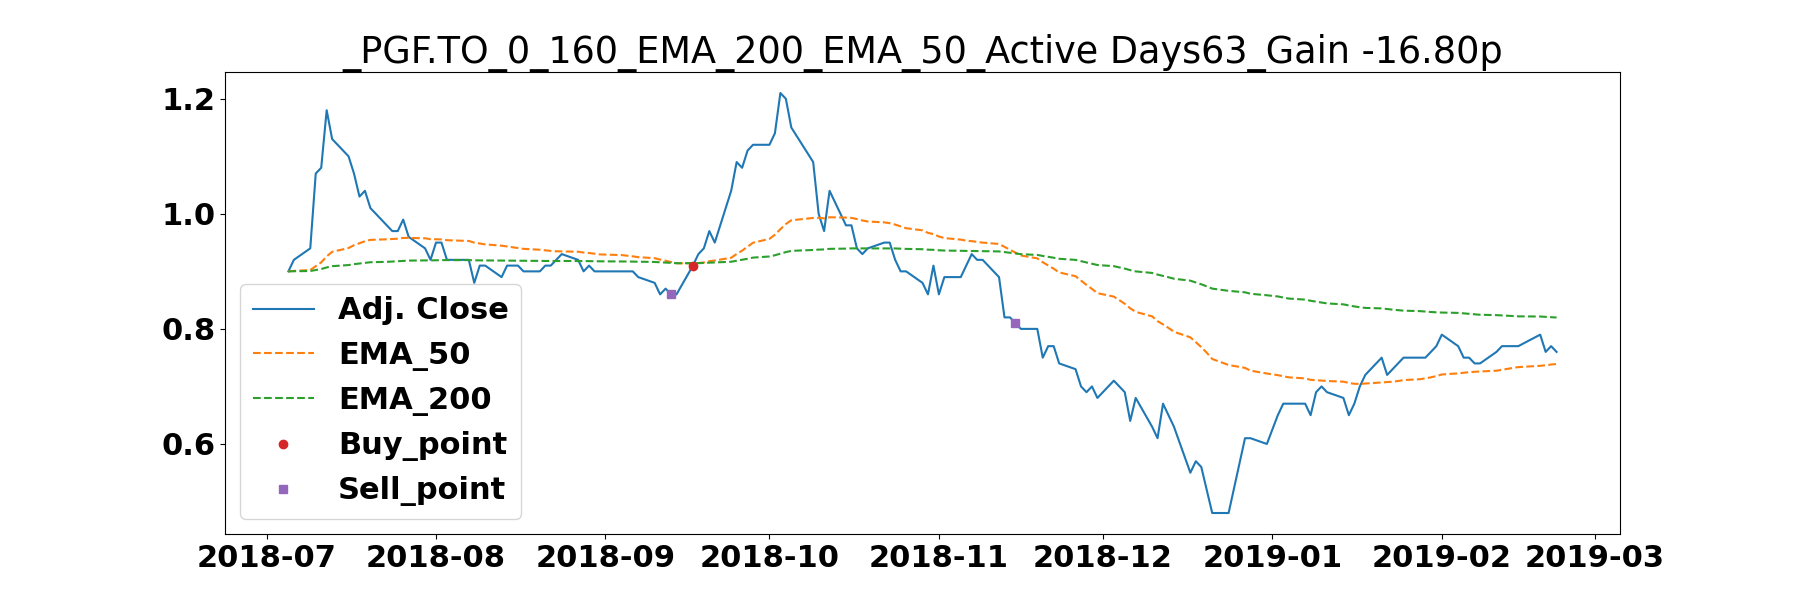 _PGF.TO_0_160_EMA_200_EMA_50_Active Days63_Gain -16.80p
1.2
1.0
0.8
0.6
Adj. Close
EMA_50
EMA_200
Buy_point
Sell_point
2018-07 2018-08 2018-09 2018-10 2018-11 2018-12 2019-01 2019-02 2019-03